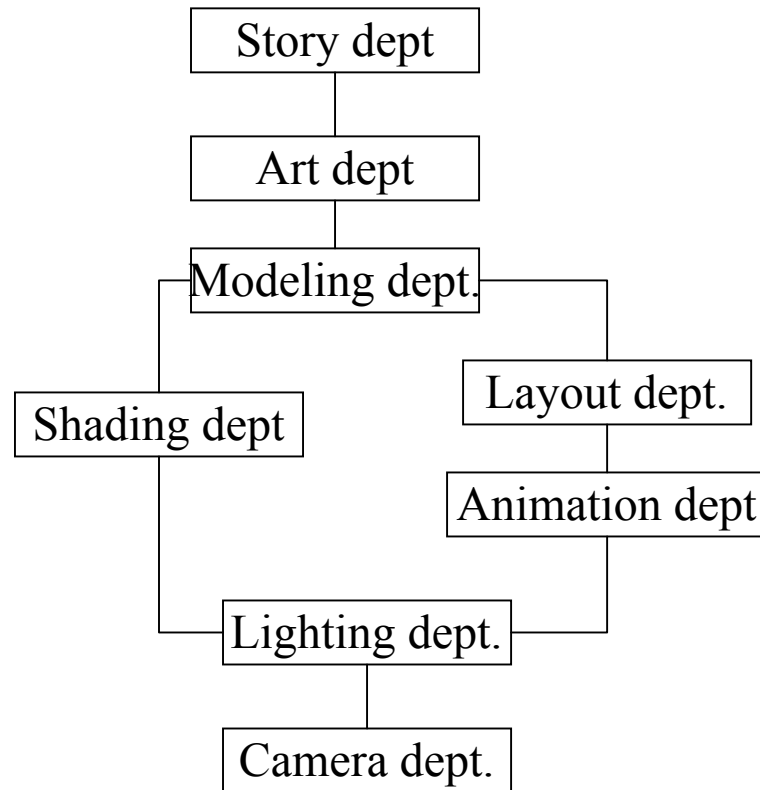 Story dept
Art dept
Modeling dept.
Layout dept.
Shading dept
Animation dept
Lighting dept.
Camera dept.